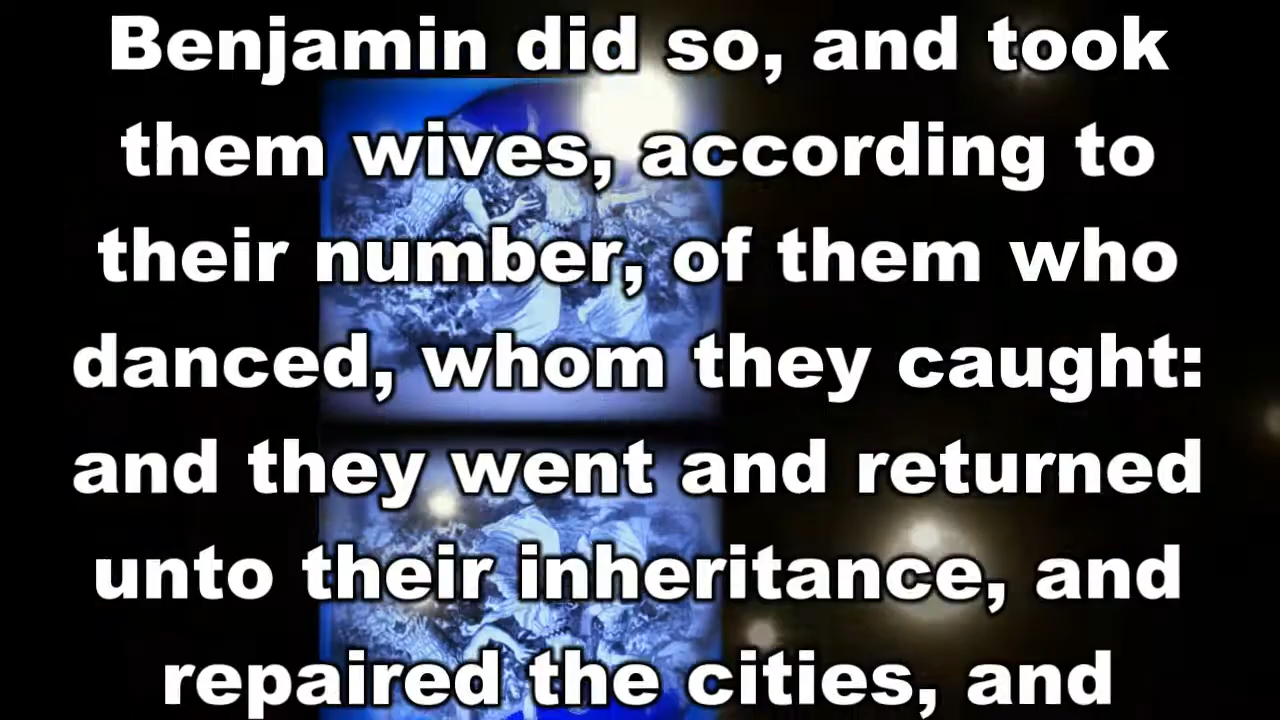 Benjamin did so, and took
them wives, according to
their number, of them who
danced, whom they caught:
and they went and returned
unto their inheritance, and
repaired the cities, and